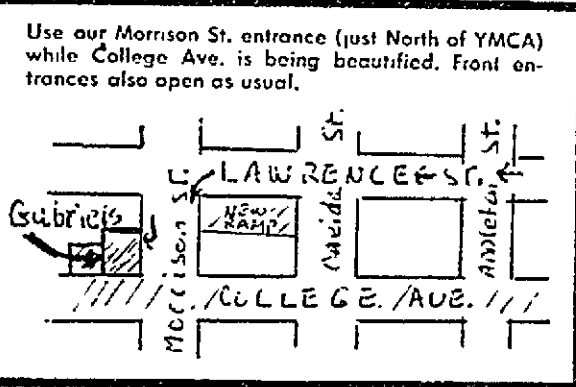 Use our Morrison St. entrance (just North of YMCA)
while College Ave. is being beautified. Front en-
trances also open as usual.
St.
St.
LAWRENCE ST.
St.
Gabriels
NEW
RAMP
Morrison
Oneida
Appleton
COLLEGE AVE.